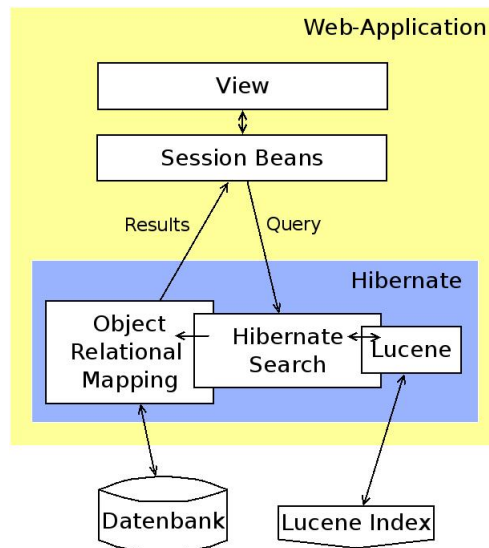 Web-Application
View
Session Beans
Results
Query
Hibernate
Object
Relational
Mapping
Hibernate
Search
Lucene
Datenbank
Lucene Index